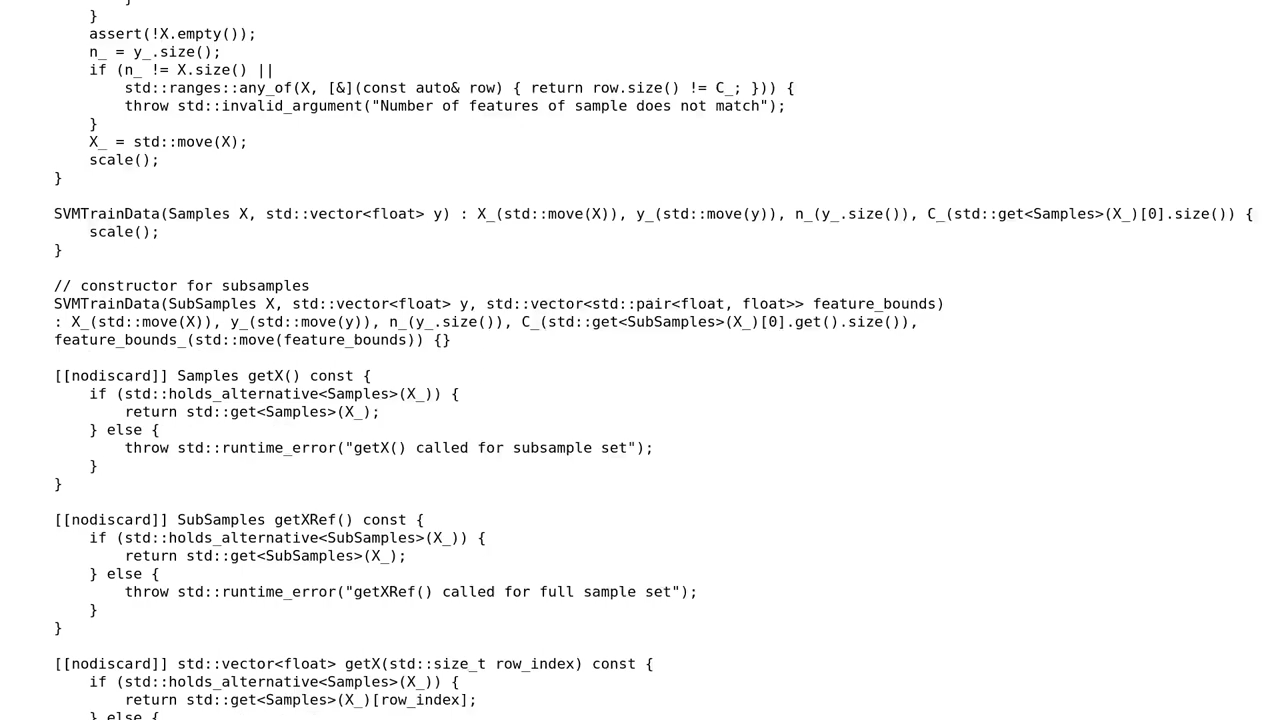 }
}
assert(!X.empty());
n_ = y_.size();
if (n_ != X.size() ||
std::ranges::any_of(X, [&](const auto& row) { return row.size() != C_; })) {
throw std::invalid_argument("Number of features of sample does not match");
}
X_ = std::move(X);
scale();
}
SVMTrainData(Samples X, std::vector<float> y) : X_(std::move(X)), y_(std::move(y)), n_(y_.size()), C_(std::get<Samples>(X_)[0].size()) {
scale();
}
// constructor for subsamples
SVMTrainData(SubSamples X, std::vector<float> y, std::vector<std::pair<float, float>> feature_bounds)
: X_(std::move(X)), y_(std::move(y)), n_(y_.size()), C_(std::get<SubSamples>(X_)[0].get().size()),
feature_bounds_(std::move(feature_bounds)) {}
[[nodiscard]] Samples getX() const {
if (std::holds_alternative<Samples>(X_)) {
return std::get<Samples>(X_);
} else {
throw std::runtime_error("getX() called for subsample set");
}
}
[[nodiscard]] SubSamples getXRef() const {
if (std::holds_alternative<SubSamples>(X_)) {
return std::get<SubSamples>(X_);
} else {
throw std::runtime_error("getXRef() called for full sample set");
}
}
[[nodiscard]] std::vector<float> getX(std::size_t row_index) const {
if (std::holds_alternative<Samples>(X_)) {
return std::get<Samples>(X_)[row_index];
} else {